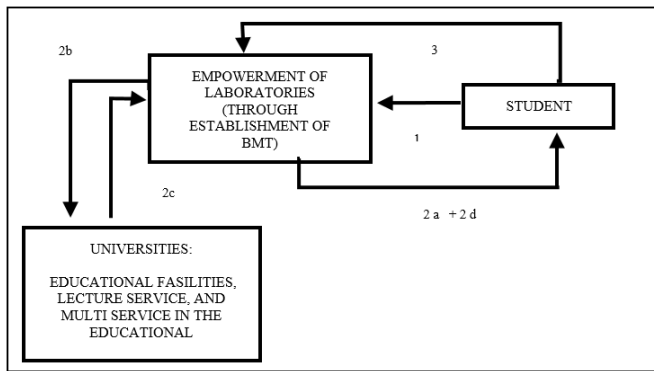 2b
3
EMPOWERMENT OF
LABORATORIES
(THROUGH
ESTABLISHMENT OF
BMT)
STUDENT
1
2c
2 a + 2 d
UNIVERSITIES:
EDUCATIONAL FASILITIES,
LECTURE SERVICE, AND
MULTI SERVICE IN THE
EDUCATIONAL